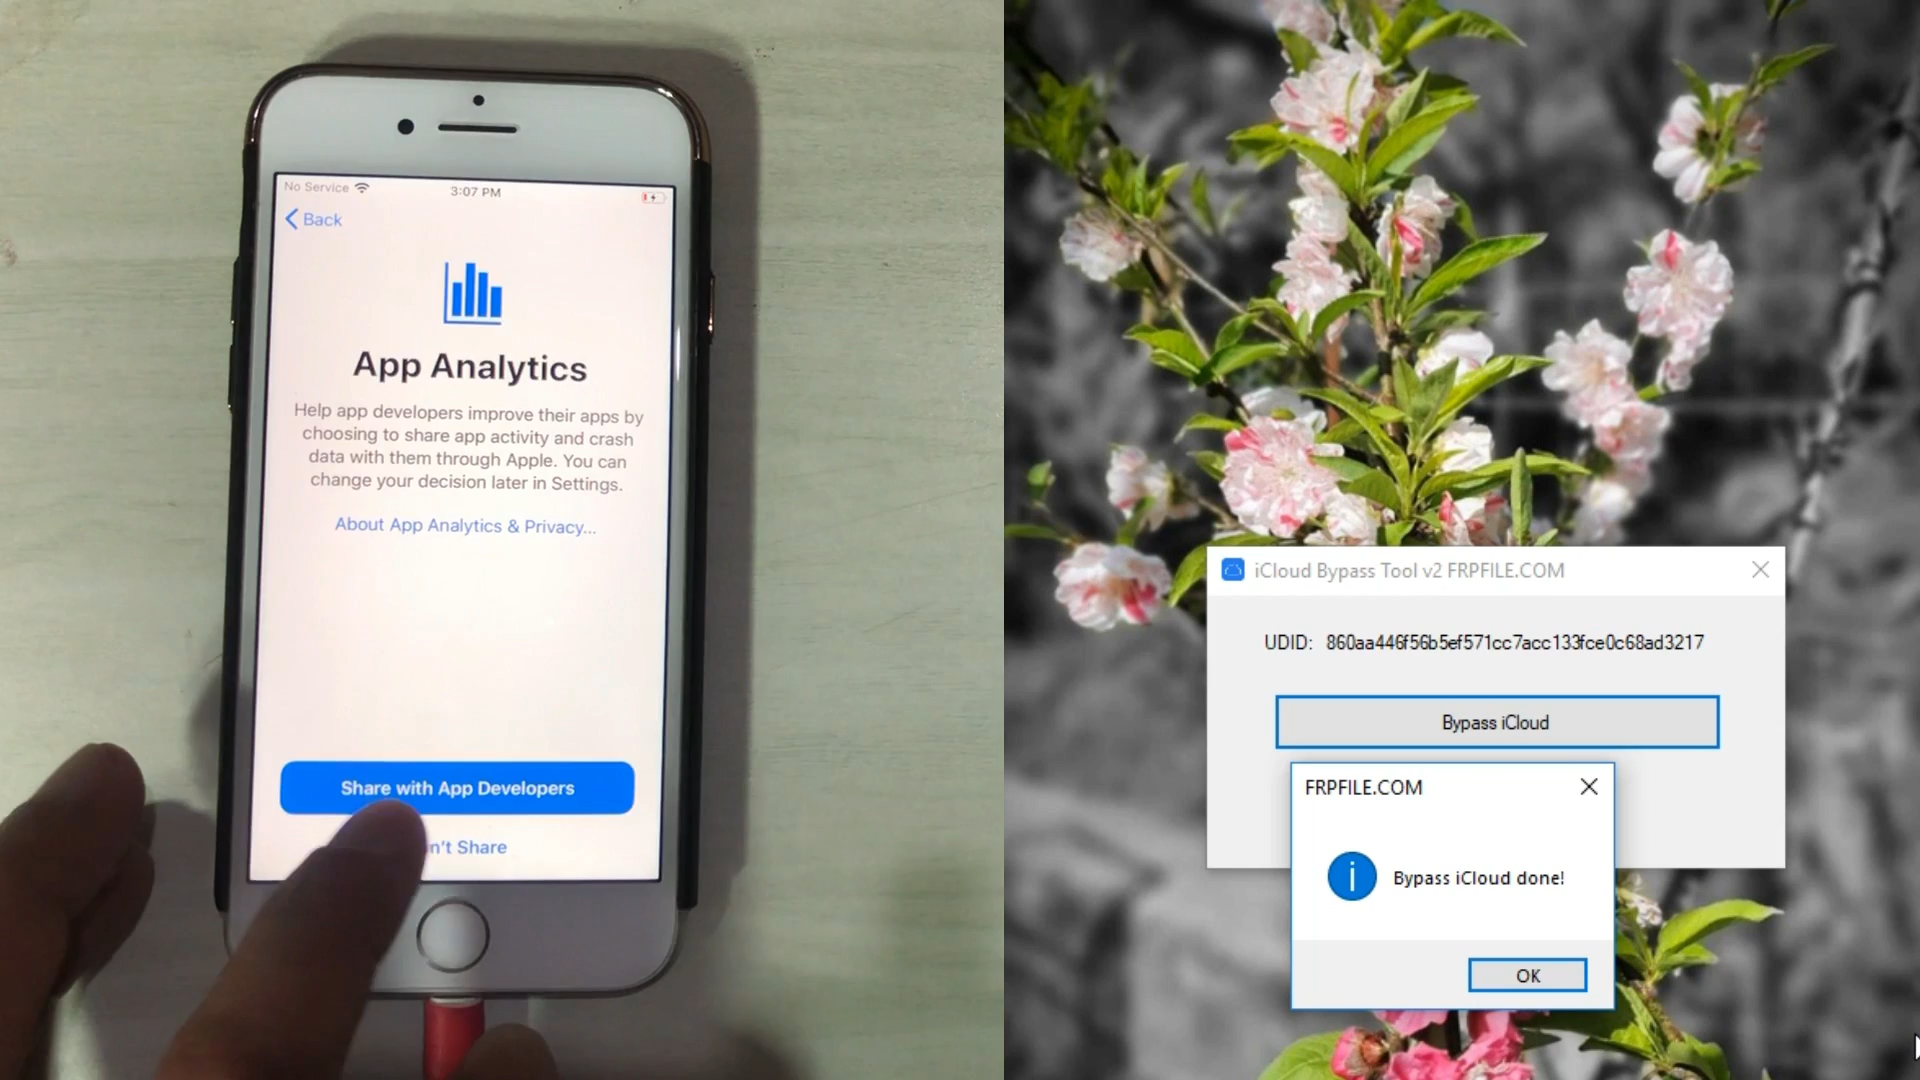 No Service
3:07 PM
Back
App Analytics
Help app developers improve their apps by
choosing to share app activity and crash
data with them through Apple. You can
change your decision later in Settings.
About App Analytics & Privacy...
Share with App Developers
Share
iCloud Bypass Tool v2 FRPFILE.COM
UDID: 860aa446f56b5ef571cc7acc133fce0c68ad3217
Bypass iCloud
FRPFILE.COM
Bypass iCloud done!
OK